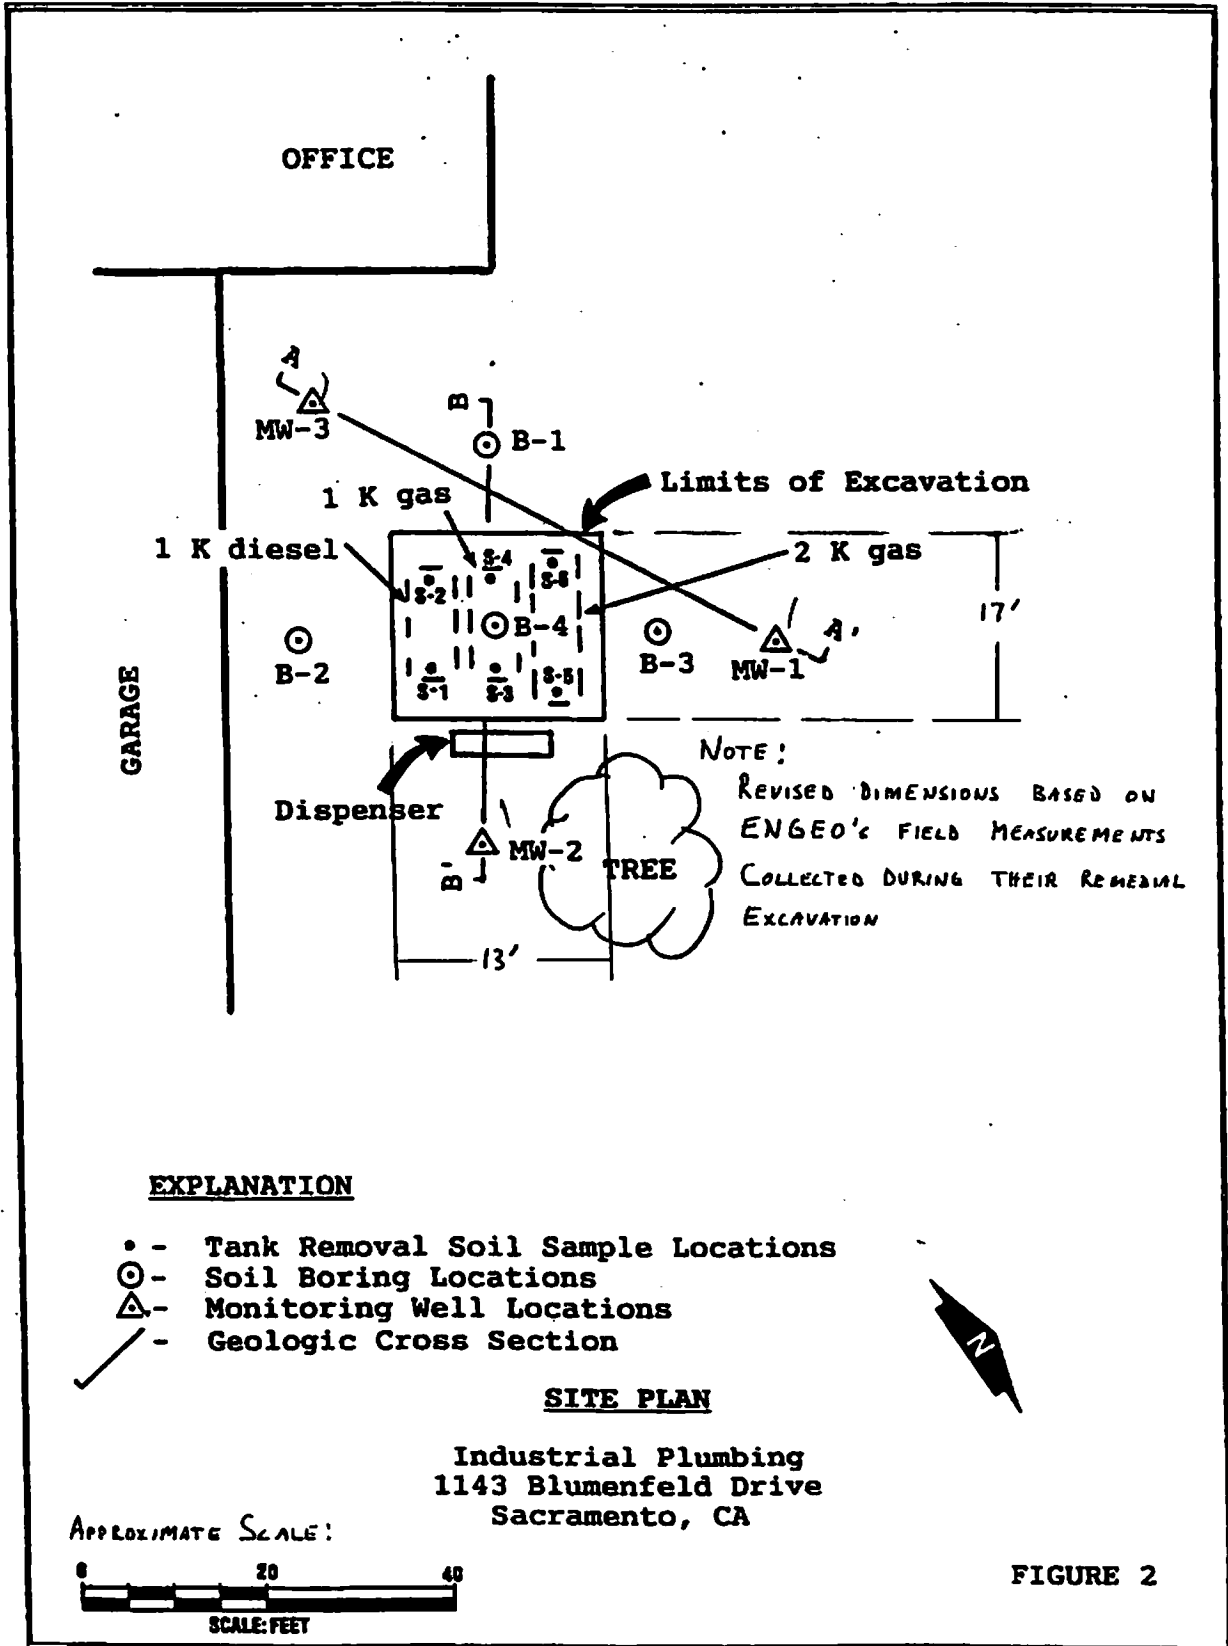 OFFICE
A
MW-3
B
B-1
Limits of Excavation
1 K gas
1 K diesel
2 K gas
S-4
S-6
S-2
17'
B-4
B-2
B-3
MW-1
A'
S-1
S-3
S-5
GARAGE
Dispenser
MW-2
B'
TREE
13'
NOTE:
REVISED DIMENSIONS BASED ON
ENGEO'S FIELD MEASUREMENTS
COLLECTED DURING THEIR REMEDIAL
EXCAVATION
EXPLANATION
• - Tank Removal Soil Sample Locations
- Soil Boring Locations
- Monitoring Well Locations
- Geologic Cross Section
N
SITE PLAN
Industrial Plumbing
1143 Blumenfeld Drive
Sacramento, CA
APPROXIMATE SCALE:
0 20 40
SCALE: FEET
FIGURE 2